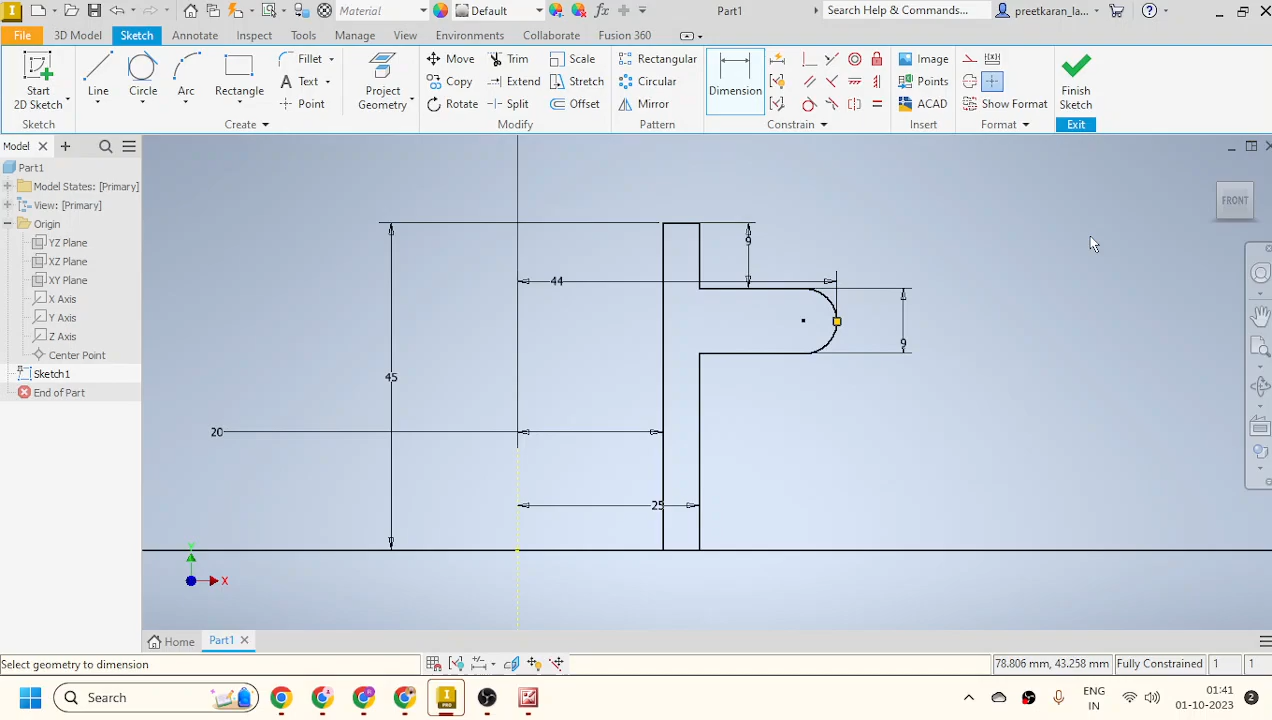 Material
Default
Part1
Search Help & Commands...
preetkaran_la...
File
3D Model
Sketch
Annotate
Inspect
Tools
Manage
View
Environments
Collaborate
Fusion 360
Start
2D Sketch
Line
Circle
Arc
Rectangle
Fillet
Text
Point
Project
Geometry
Move
Copy
Rotate
Trim
Extend
Split
Scale
Stretch
Offset
Rectangular
Circular
Mirror
Dimension
Image
Points
ACAD
Show Format
Finish
Sketch
Sketch
Create
Modify
Pattern
Constrain
Insert
Format
Exit
Model
Part1
Model States: [Primary]
View: [Primary]
Origin
YZ Plane
XZ Plane
XY Plane
X Axis
Y Axis
Z Axis
Center Point
Sketch1
End of Part
FRONT
9
44
9
45
20
25
Y
X
Home
Part1
Select geometry to dimension
78.806 mm, 43.258 mm
Fully Constrained
1
1
Search
ENG
IN
01:41
01-10-2023
2